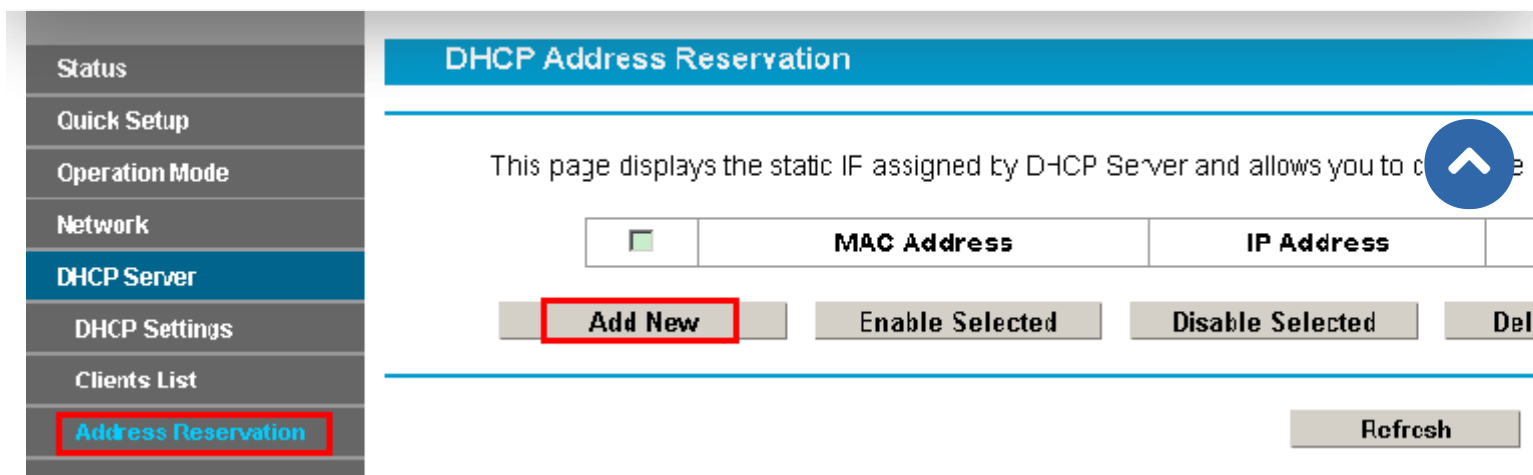 Status
Quick Setup
Operation Mode
Network
DHCP Server
DHCP Settings
Clients List
Address Reservation
DHCP Address Reservation
This page displays the static IP assigned by DHCP Server and allows you to
MAC Address IP Address
Add New Enable Selected Disable Selected Del
Refresh